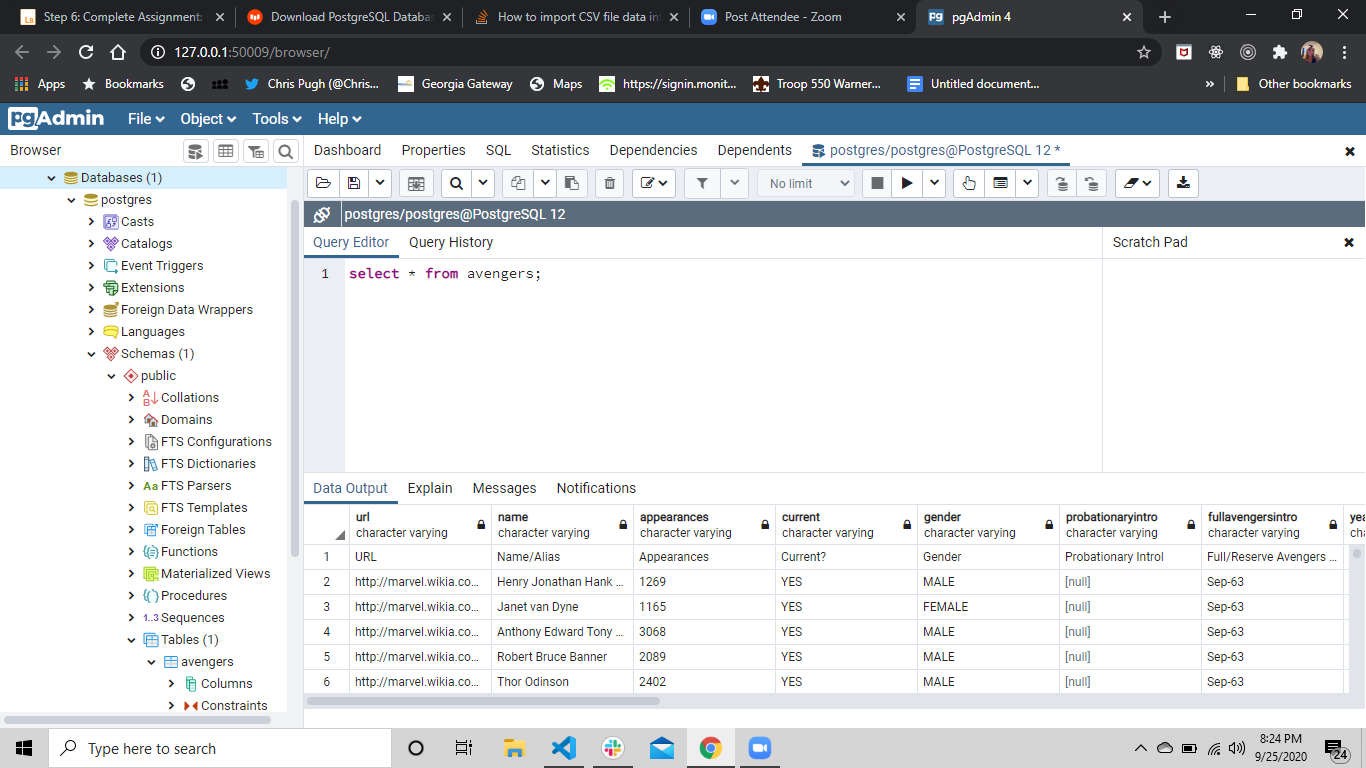 Step 6: Complete Assignment:
Download PostgreSQL Databas
How to import CSV file data in
Post Attendee - Zoom
pgAdmin 4
127.0.0.1:50009/browser/
Apps
Bookmarks
Chris Pugh (@Chris...
Georgia Gateway
Maps
https://signin.monit...
Troop 550 Warner...
Untitled document...
»
Other bookmarks
pgAdmin
File
Object
Tools
Help
Browser
Dashboard
Properties
SQL
Statistics
Dependencies
Dependents
postgres/postgres@PostgreSQL 12 *
No limit
postgres/postgres@PostgreSQL 12
Query Editor
Query History
Scratch Pad
1 select * from avengers;
Databases (1)
postgres
Casts
Catalogs
Event Triggers
Extensions
Foreign Data Wrappers
Languages
Schemas (1)
public
Collations
Domains
FTS Configurations
FTS Dictionaries
FTS Parsers
FTS Templates
Foreign Tables
Functions
Materialized Views
Procedures
1..3 Sequences
Tables (1)
avengers
Columns
Constraints
Data Output
Explain
Messages
Notifications
url name appearances current gender probationaryintro fullavengersintro yea
character varying character varying character varying character varying character varying character varying character varying
1 URL Name/Alias Appearances Current? Gender Probationary Introl Full/Reserve Avengers ...
2 http://marvel.wikia.co... Henry Jonathan Hank ... 1269 YES MALE [null] Sep-63
3 http://marvel.wikia.co... Janet van Dyne 1165 YES FEMALE [null] Sep-63
4 http://marvel.wikia.co... Anthony Edward Tony ... 3068 YES MALE [null] Sep-63
5 http://marvel.wikia.co... Robert Bruce Banner 2089 YES MALE [null] Sep-63
6 http://marvel.wikia.co... Thor Odinson 2402 YES MALE [null] Sep-63
Type here to search
8:24 PM
9/25/2020
24